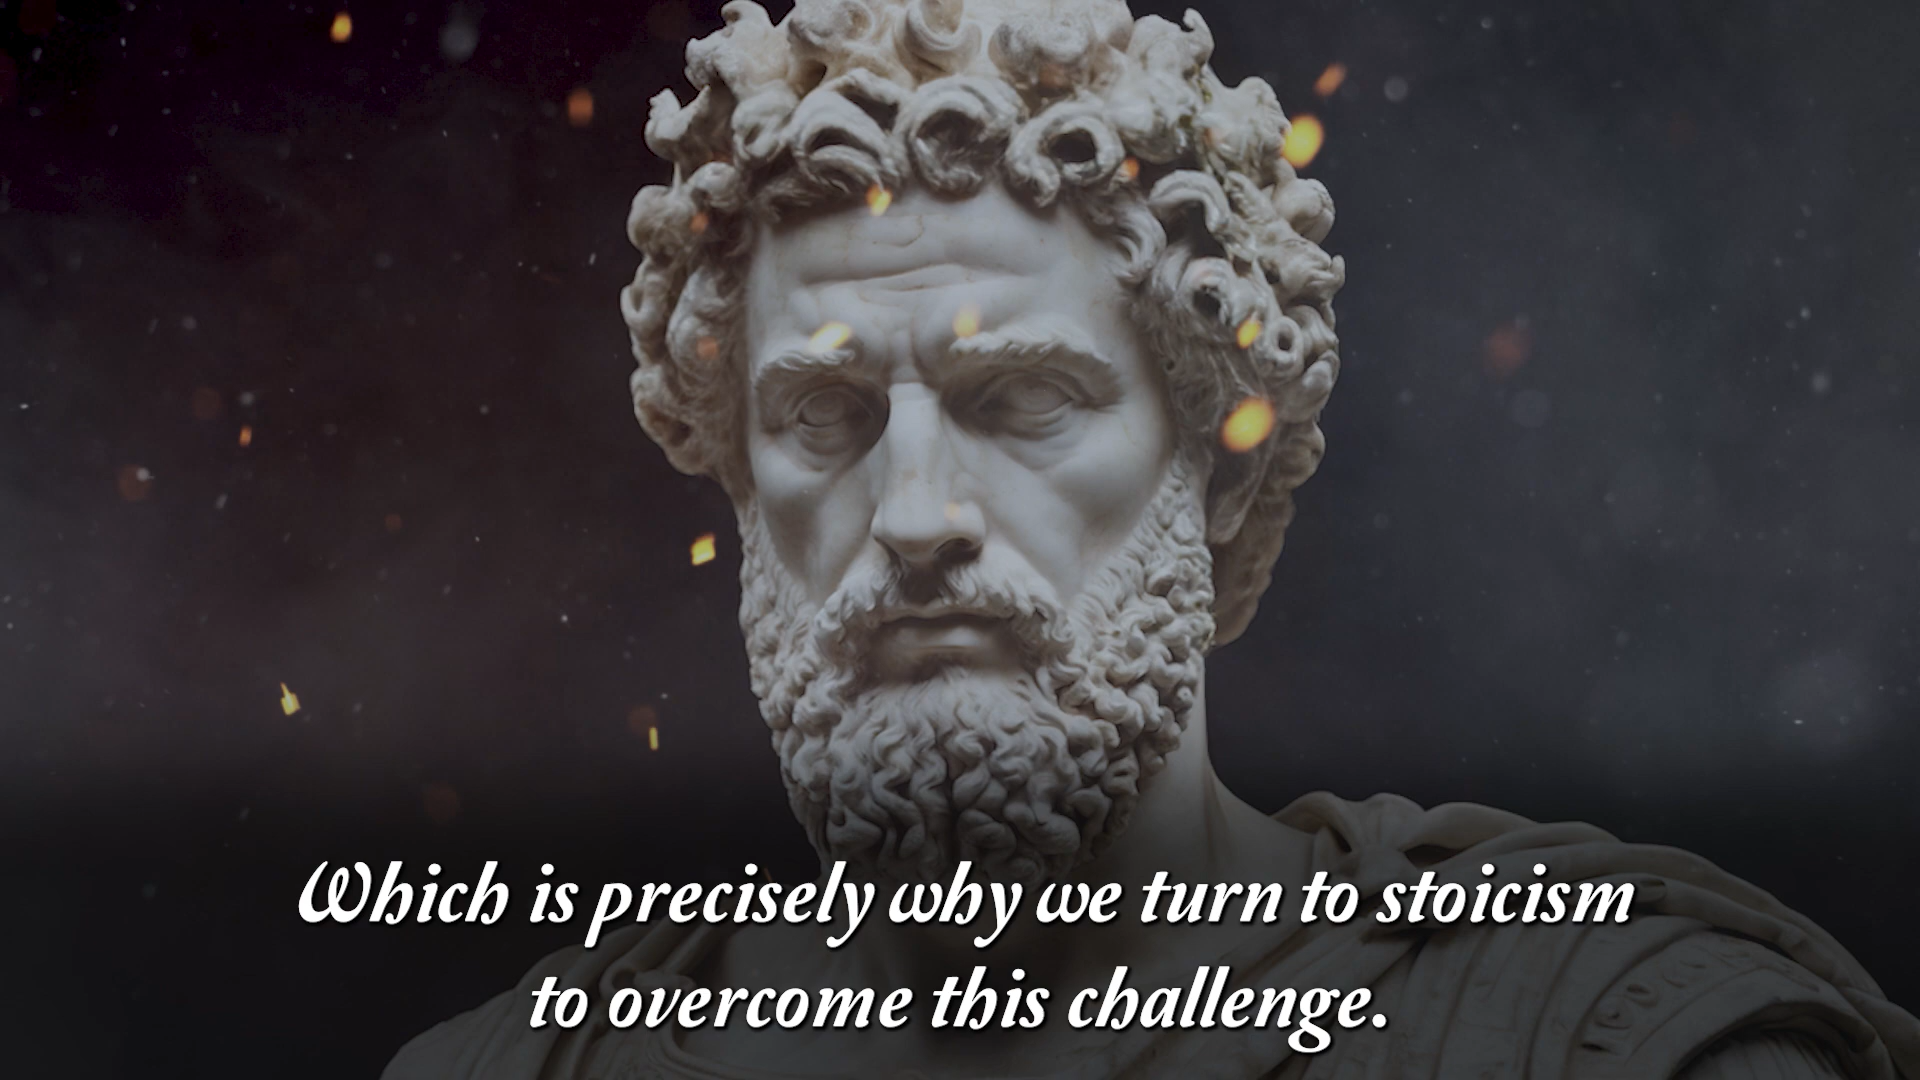 Which is precisely why we turn to stoicism
to overcome this challenge.